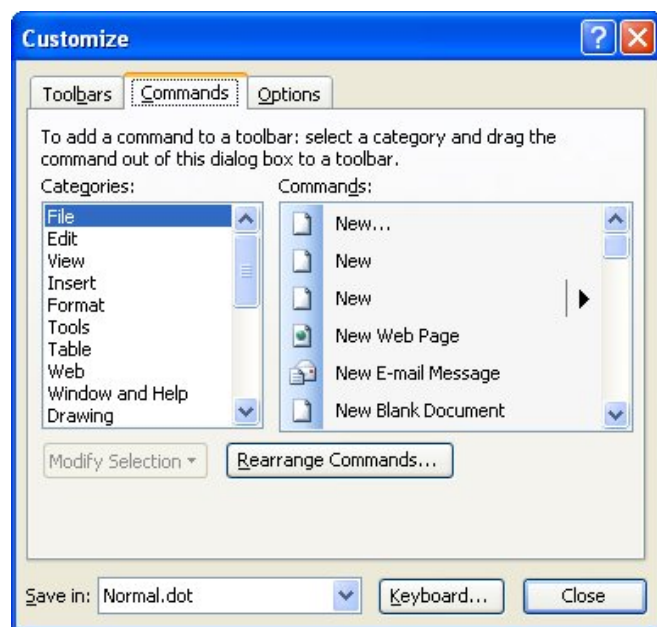 Customize
Toolbars Commands Options
To add a command to a toolbar: select a category and drag the
command out of this dialog box to a toolbar.
Categories:
File
Edit
View
Insert
Format
Tools
Table
Web
Window and Help
Drawing
Commands:
New...
New
New
New Web Page
New E-mail Message
New Blank Document
Modify Selection
Rearrange Commands...
Save in: Normal.dot
Keyboard...
Close